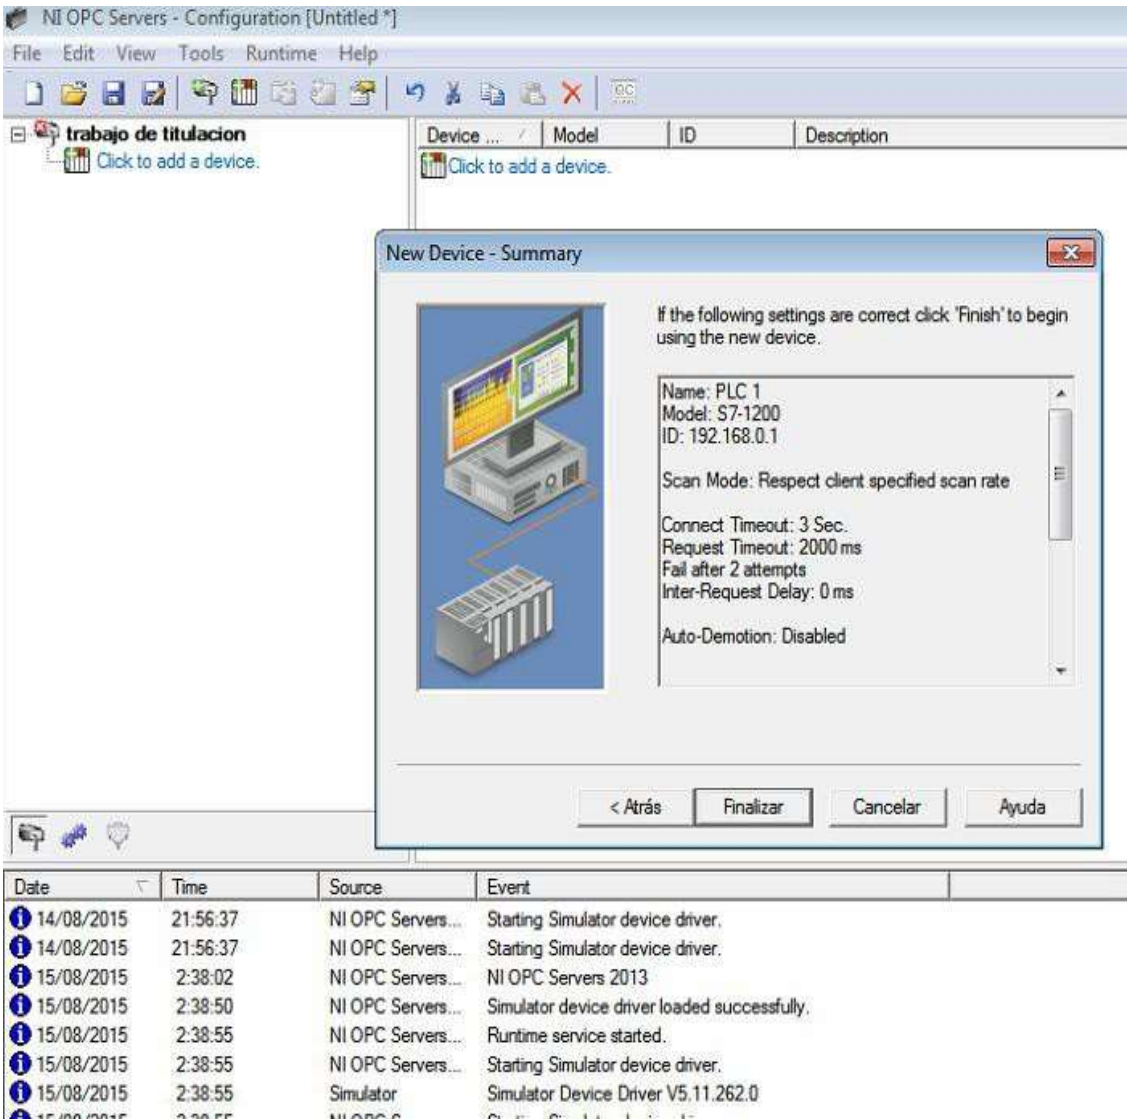 NI OPC Servers - Configuration [Untitled *]
File Edit View Tools Runtime Help
trabajo de titulacion
Click to add a device.
Device ... Model ID Description
Click to add a device.
New Device - Summary
If the following settings are correct click 'Finish' to begin
using the new device.
Name: PLC 1
Model: S7-1200
ID: 192.168.0.1
Scan Mode: Respect client specified scan rate
Connect Timeout: 3 Sec.
Request Timeout: 2000 ms
Fail after 2 attempts
Inter-Request Delay: 0 ms
Auto-Demotion: Disabled
< Atrás Finalizar Cancelar Ayuda
Date Time Source Event
14/08/2015 21:56:37 NI OPC Servers... Starting Simulator device driver.
14/08/2015 21:56:37 NI OPC Servers... Starting Simulator device driver.
15/08/2015 2:38:02 NI OPC Servers... NI OPC Servers 2013
15/08/2015 2:38:50 NI OPC Servers... Simulator device driver loaded successfully.
15/08/2015 2:38:55 NI OPC Servers... Runtime service started.
15/08/2015 2:38:55 NI OPC Servers... Starting Simulator device driver.
15/08/2015 2:38:55 Simulator Simulator Device Driver V5.11.262.0